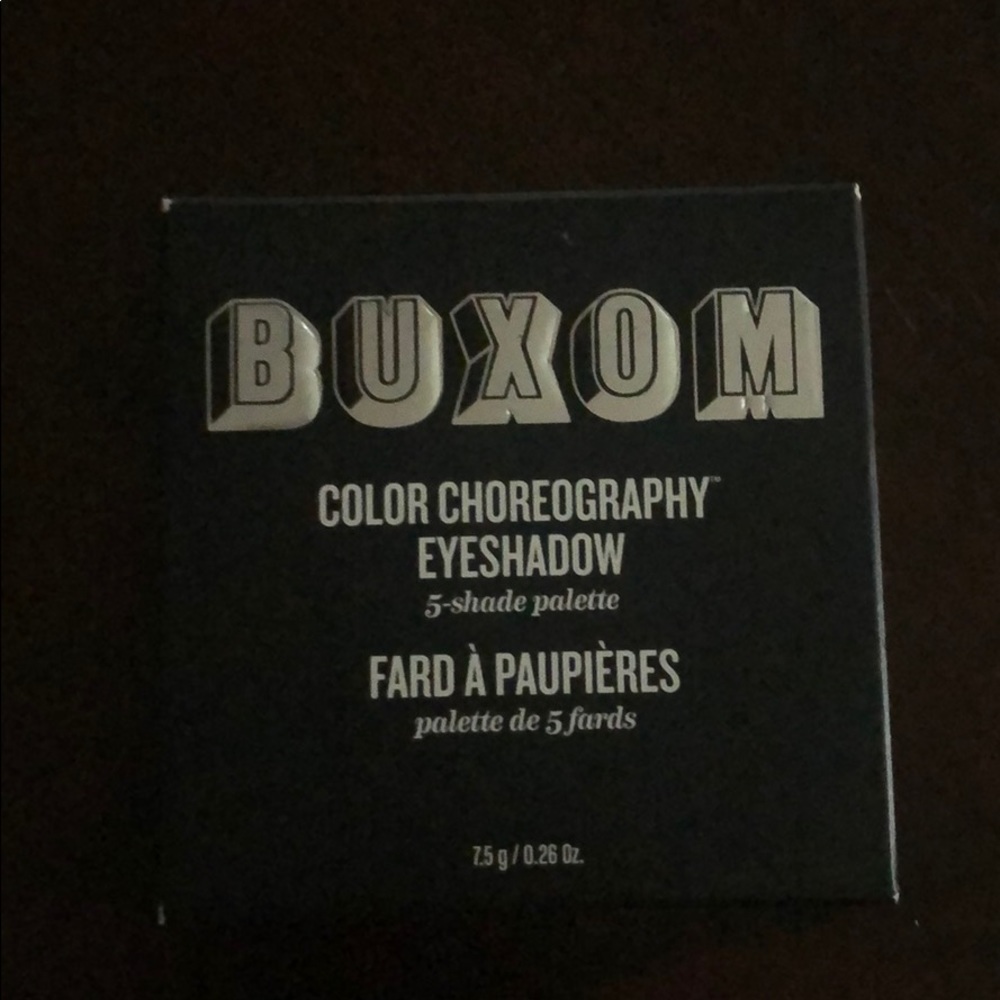 BUXOM
COLOR CHOREOGRAPHY™
EYESHADOW
5-shade palette
FARD À PAUPIÈRES
palette de 5 fards
7.5 g / 0.26 Oz.